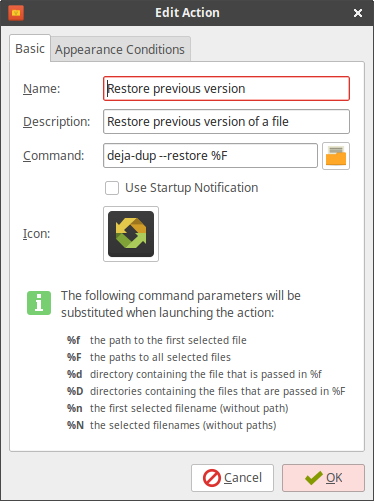 Edit Action
Basic
Appearance Conditions
Name:
Restore previous version
Description:
Restore previous version of a file
Command:
deja-dup --restore %F
Use Startup Notification
Icon:
The following command parameters will be
substituted when launching the action:
%f the path to the first selected file
%F the paths to all selected files
%d directory containing the file that is passed in %f
%D directories containing the files that are passed in %F
%n the first selected filename (without path)
%N the selected filenames (without paths)
Cancel
OK